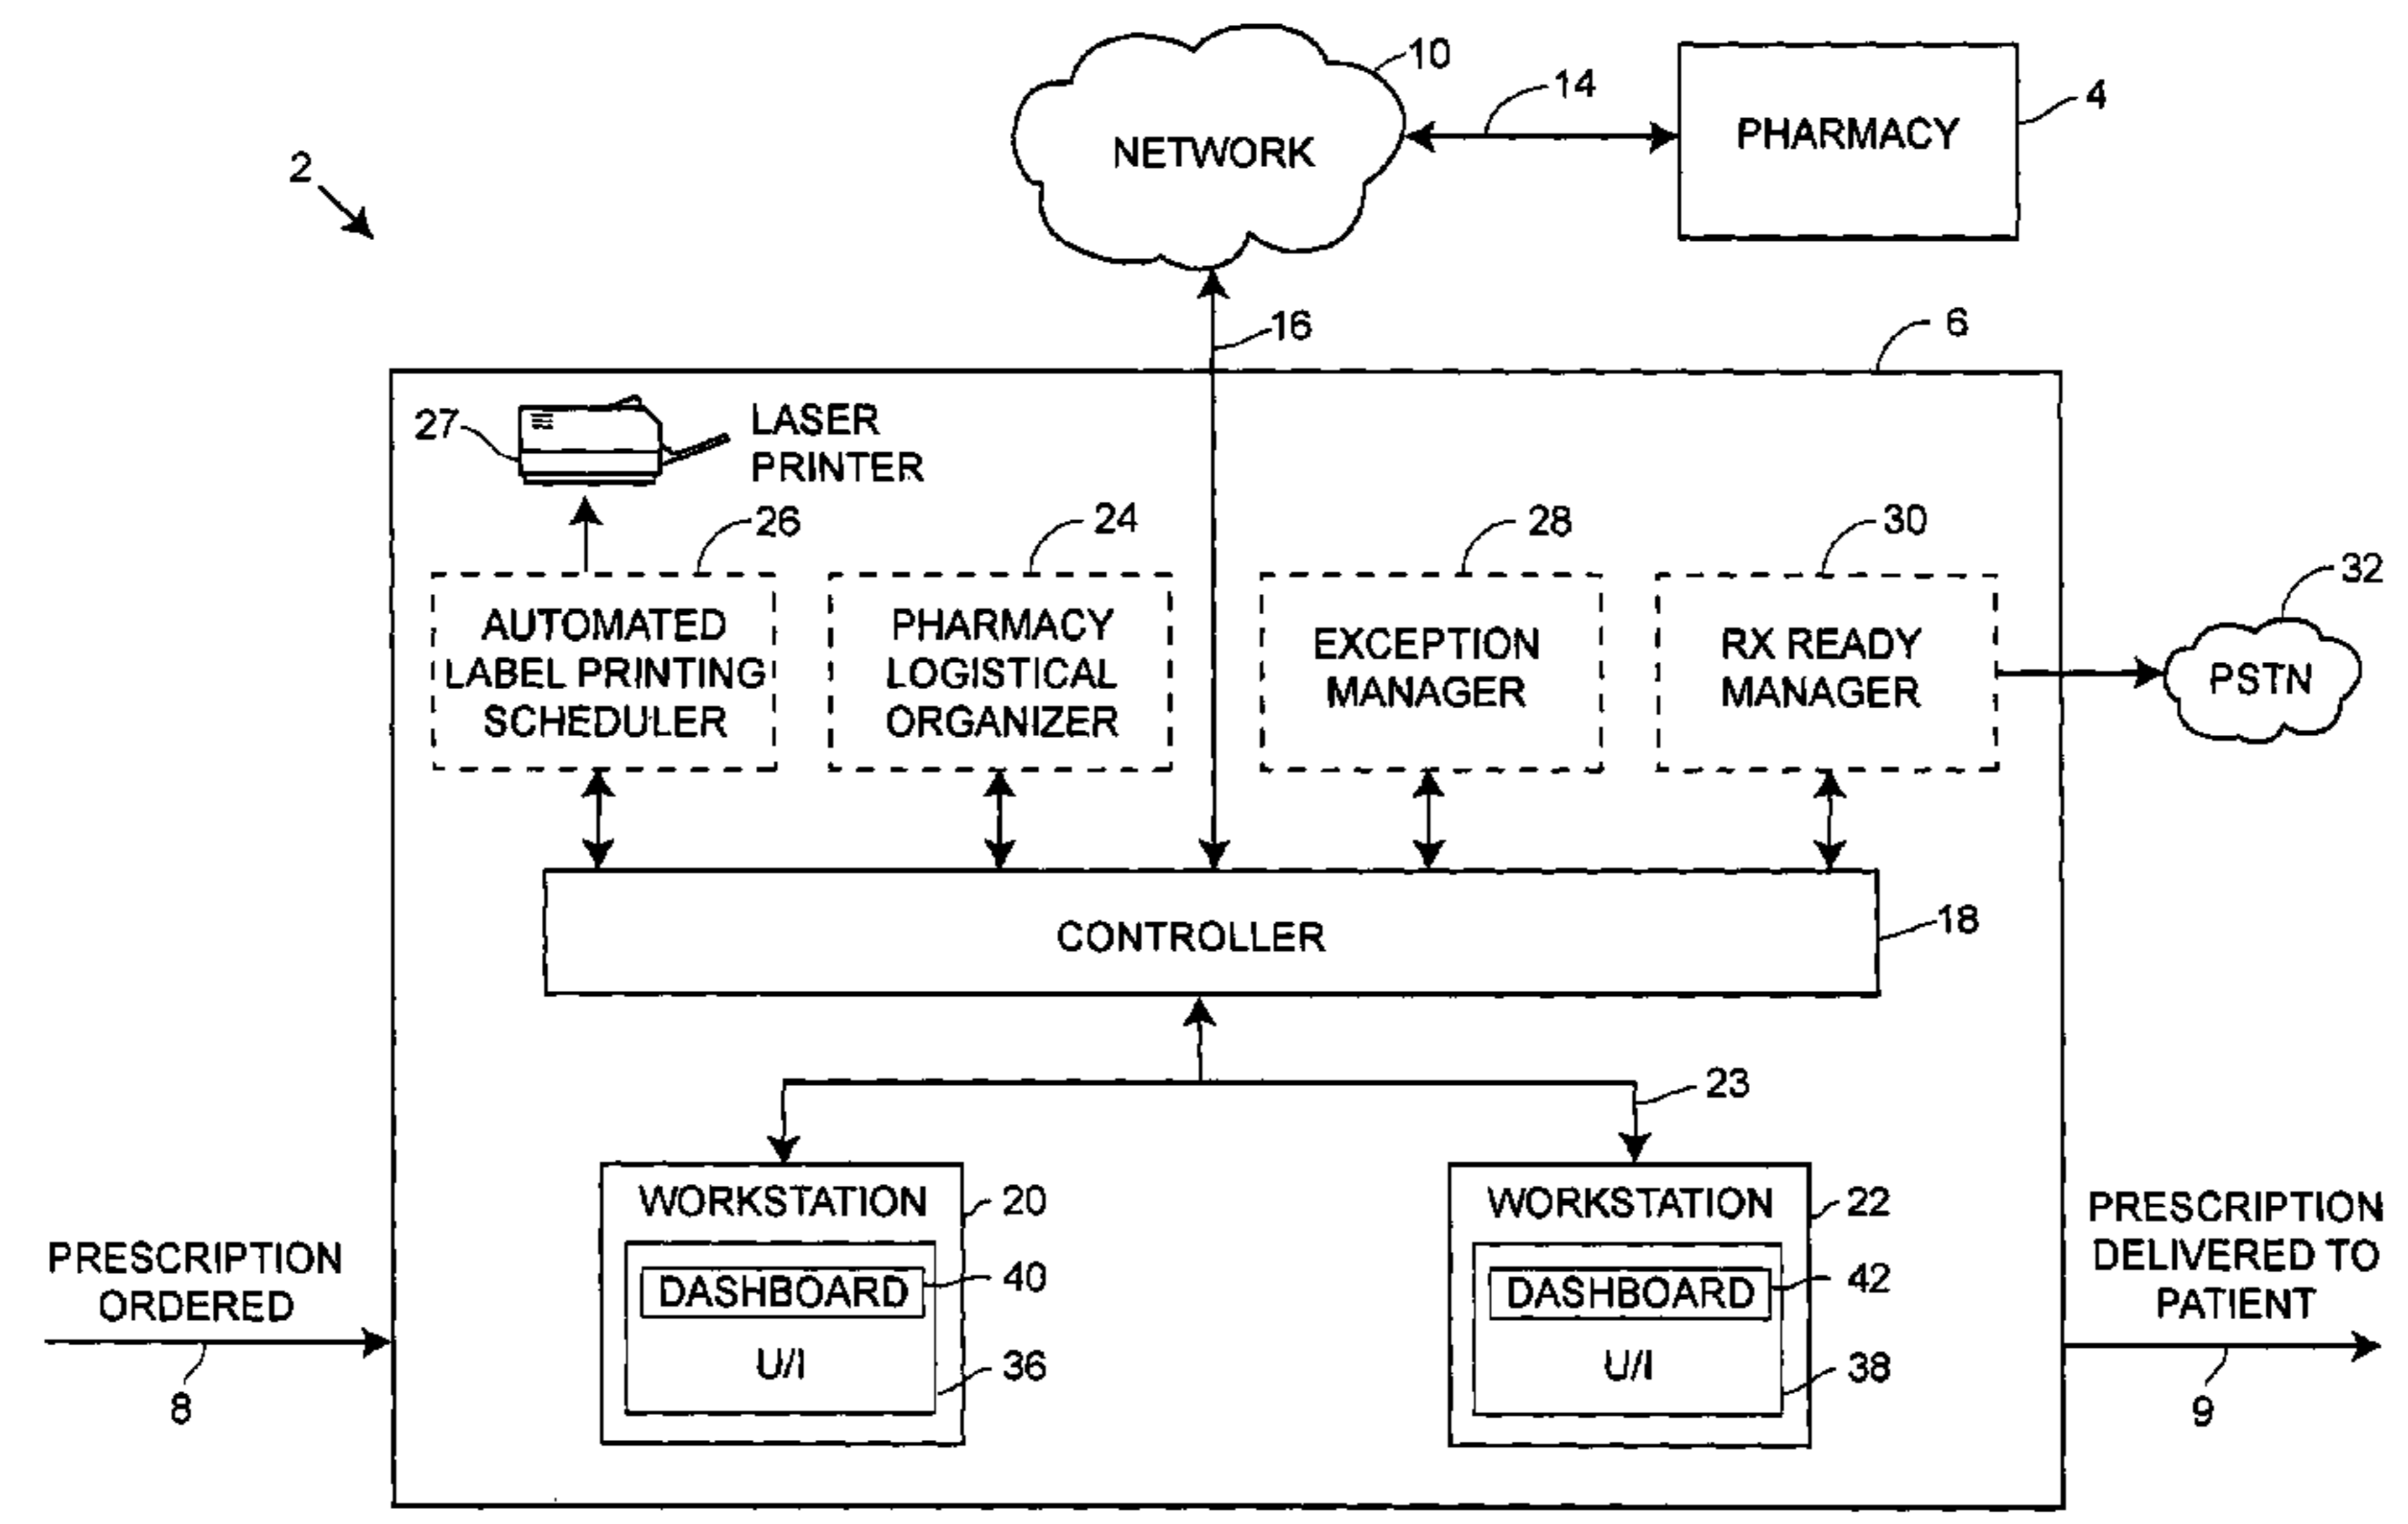 10
NETWORK
14
PHARMACY
4
2
16
6
27
LASER
PRINTER
26
24
28
30
32
AUTOMATED
LABEL PRINTING
SCHEDULER
PHARMACY
LOGISTICAL
ORGANIZER
EXCEPTION
MANAGER
RX READY
MANAGER
PSTN
CONTROLLER
18
23
WORKSTATION
20
DASHBOARD
40
U/I
36
WORKSTATION
22
DASHBOARD
42
U/I
38
PRESCRIPTION
ORDERED
8
PRESCRIPTION
DELIVERED TO
PATIENT
9